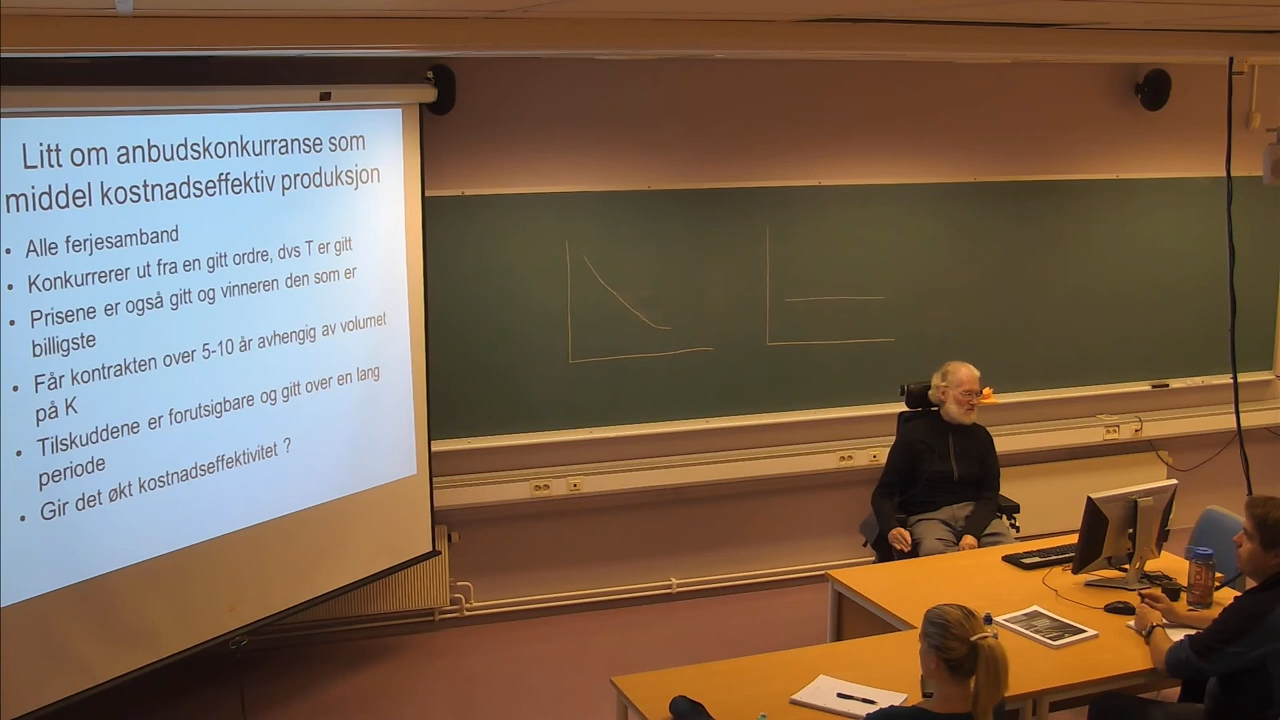 Litt om anbudskonkurranse som
middel kostnadseffektiv produksjon
• Alle ferjesamband
• Konkurrerer ut fra en gitt ordre, dvs T er gitt
• Prisene er også gitt og vinneren den som er
billigste
• Får kontrakten over 5-10 år avhengig av volumet
på K
• Tilskuddene er forutsigbare og gitt over en lang
periode
• Gir det økt kostnadseffektivitet ?